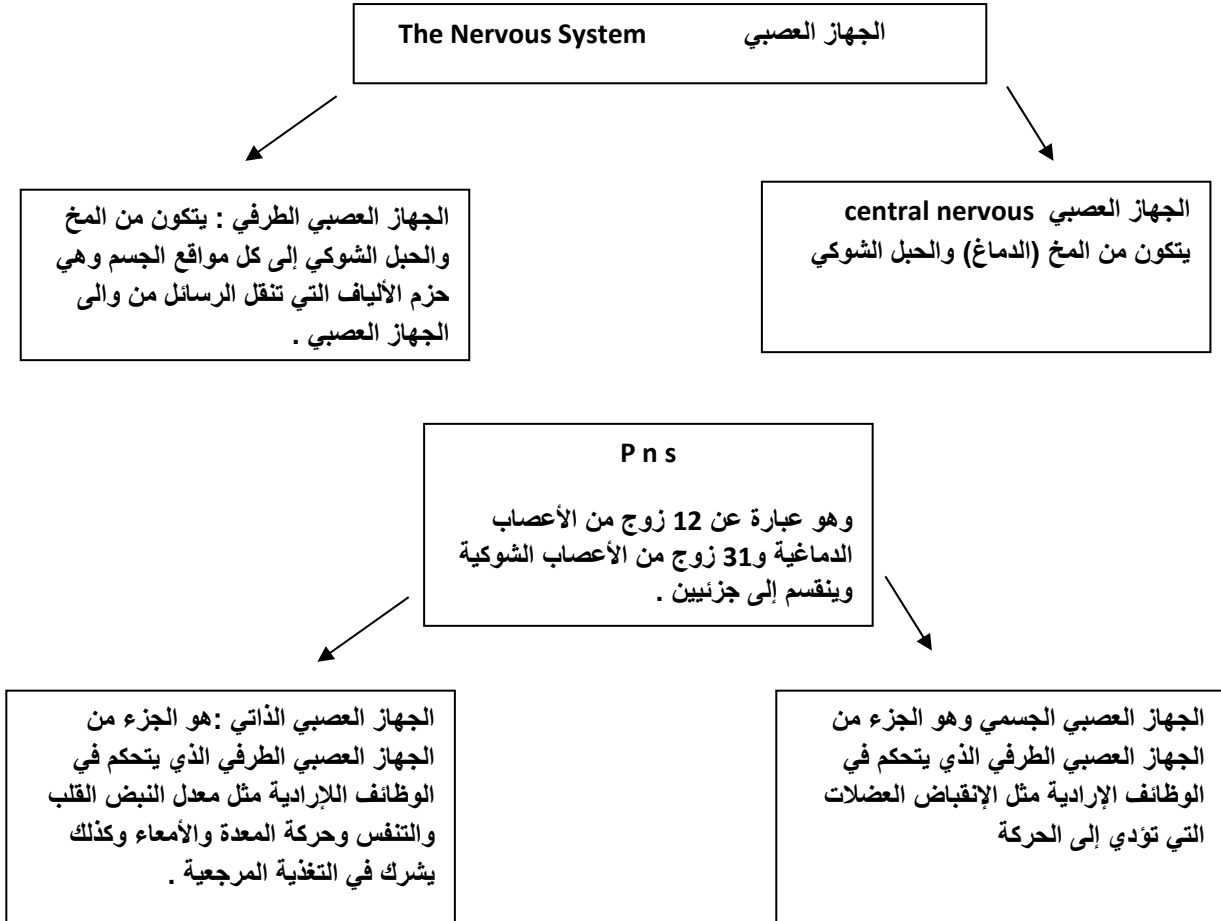 الجهاز العصبي The Nervous System
الجهاز العصبي central nervous
يتكون من المخ (الدماغ) والحبل الشوكي
الجهاز العصبي الطرفي : يتكون من المخ
والحبل الشوكي إلى كل مواقع الجسم وهي
حزم الألياف التي تنقل الرسائل من والى
الجهاز العصبي .
P n s
وهو عبارة عن 12 زوج من الأعصاب
الدماغية و31 زوج من الأعصاب الشوكية
وينقسم إلى جزئيين .
الجهاز العصبي الجسمي وهو الجزء من
الجهاز العصبي الطرفي الذي يتحكم في
الوظائف الإرادية مثل الإنقباض العضلات
التي تؤدي إلى الحركة
الجهاز العصبي الذاتي :هو الجزء من
الجهاز العصبي الطرفي الذي يتحكم في
الوظائف اللإرادية مثل معدل النبض القلب
والتنفس وحركة المعدة والأمعاء وكذلك
يشرك في التغذية المرجعية .